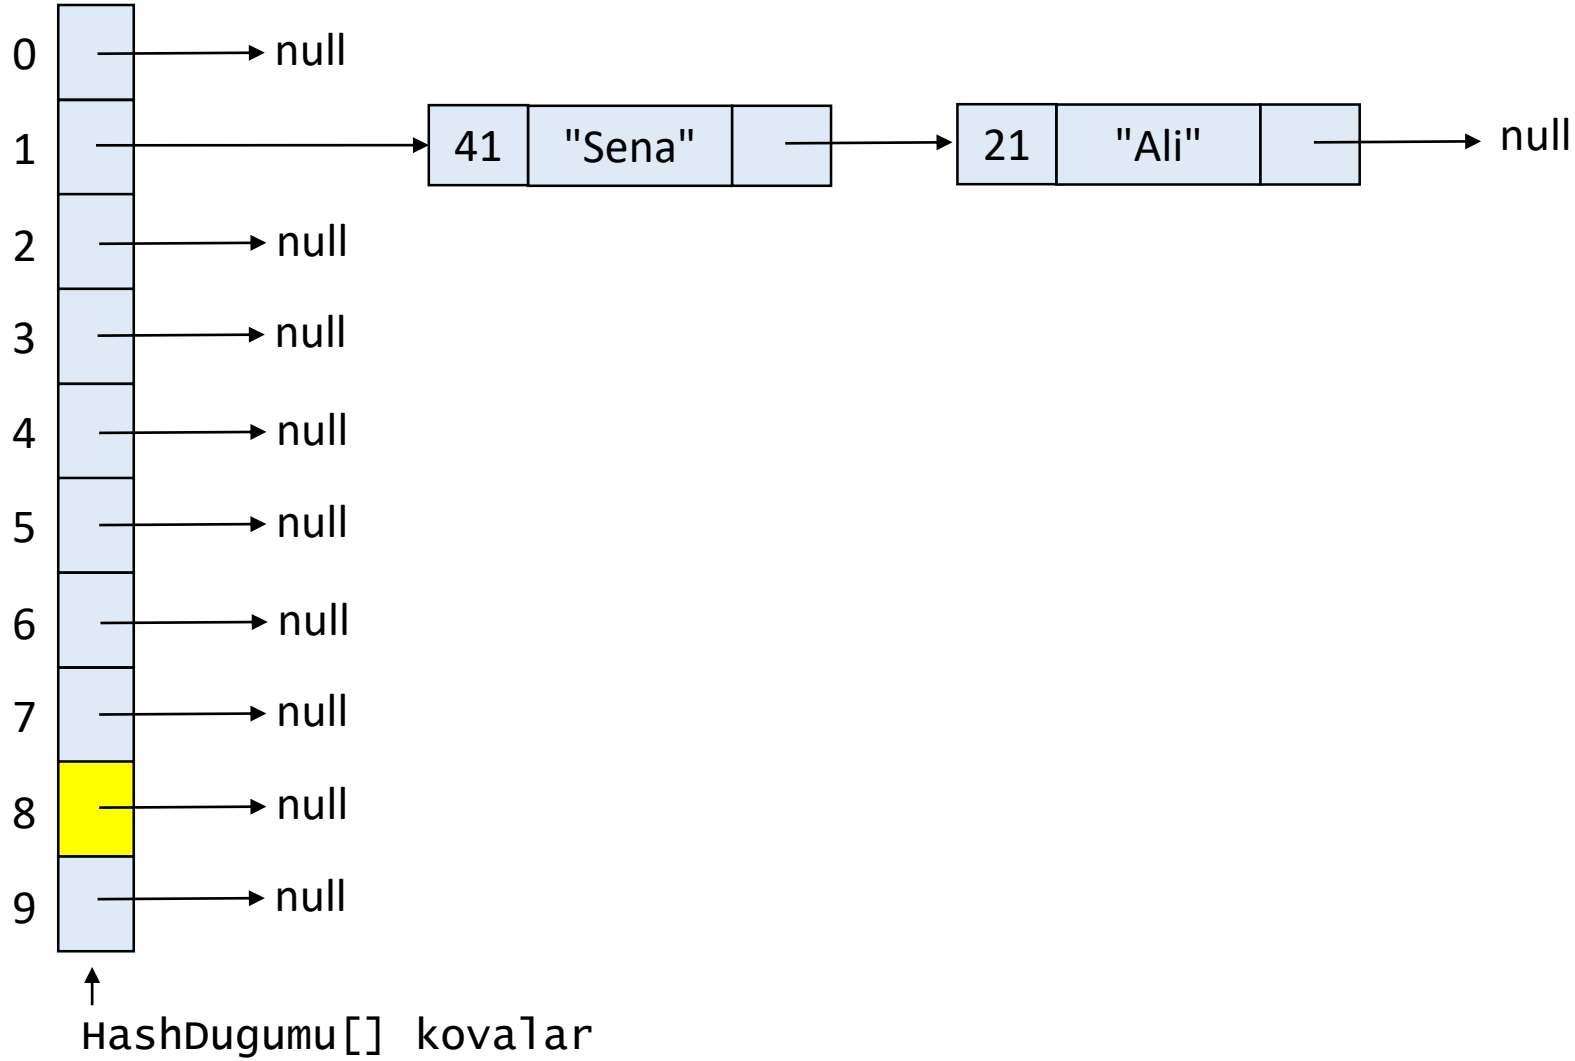 0 null
1 41 "Sena" 21 "Ali" null
2 null
3 null
4 null
5 null
6 null
7 null
8 null
9 null
HashDugumu[] kovalar